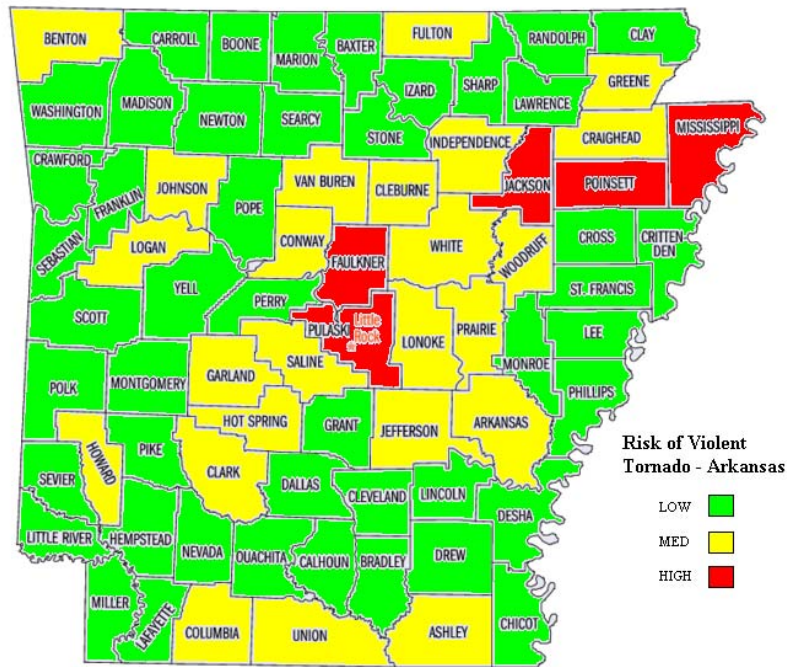 BENTON
CARROLL
BOONE
MARION
BAXTER
FULTON
RANDOLPH
CLAY
GREENE
WASHINGTON
MADISON
NEWTON
SEARCY
IZARD
SHARP
LAWRENCE
STONE
INDEPENDENCE
CRAIGHEAD
MISSISSIPPI
CRAWFORD
FRANKLIN
JOHNSON
POPE
VAN BUREN
CLEBURNE
JACKSON
POINSETT
SEBASTIAN
LOGAN
CONWAY
FAULKNER
WHITE
WOODRUFF
CROSS
CRITTEN
DEN
SCOTT
YELL
PERRY
PULASKI
Little
Rock
LONOKE
PRAIRIE
ST. FRANCIS
LEE
MONROE
PHILLIPS
POLK
MONTGOMERY
GARLAND
SALINE
HOT SPRING
GRANT
JEFFERSON
ARKANSAS
HOWARD
PIKE
CLARK
SEVIER
DALLAS
CLEVELAND
LINCOLN
DESHA
LITTLE RIVER
HEMPSTEAD
NEVADA
OUACHITA
CALHOUN
BRADLEY
DREW
MILLER
LAFAYETTE
COLUMBIA
UNION
ASHLEY
CHICOT
Risk of Violent
Tornado - Arkansas
LOW
MED
HIGH